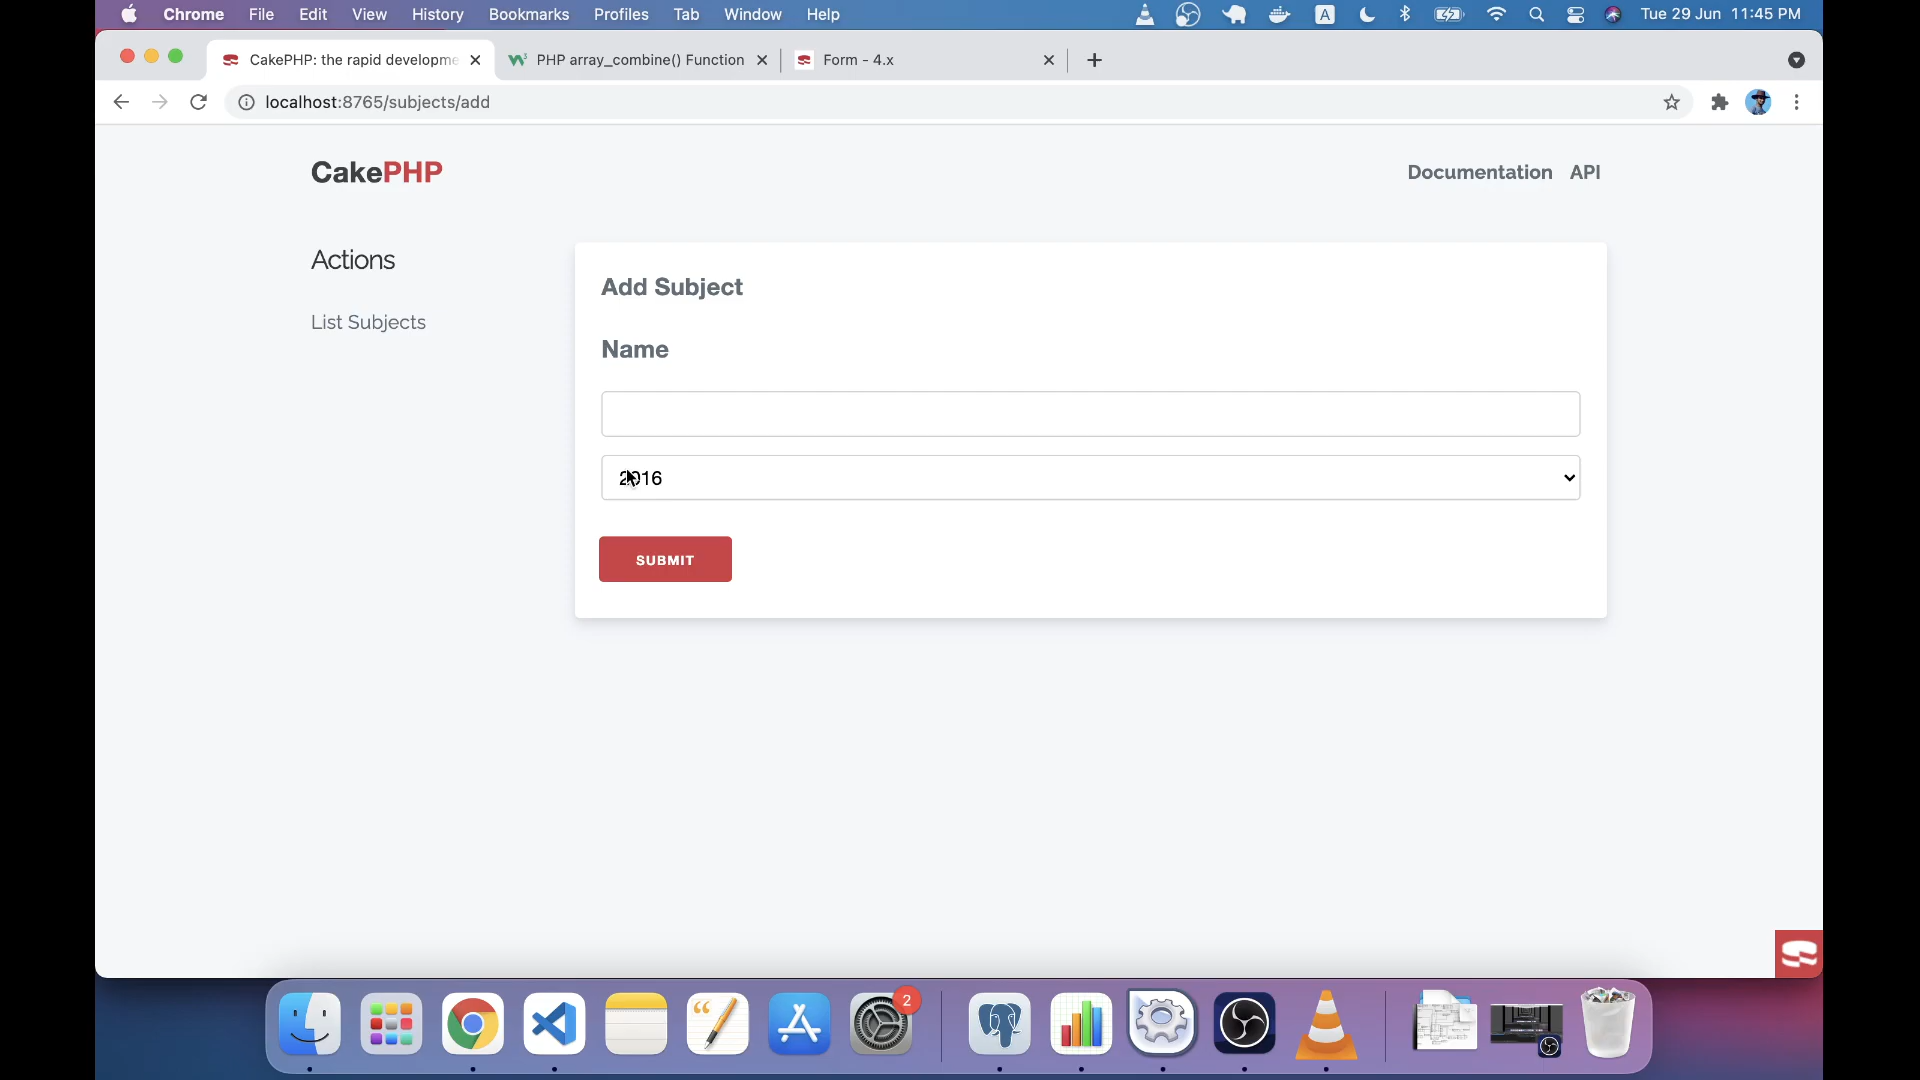 Chrome File Edit View History Bookmarks Profiles Tab Window Help A Tue 29 Jun 11:45 PM
CakePHP: the rapid developme PHP array_combine() Function Form - 4.x
localhost:8765/subjects/add
CakePHP Documentation API
Actions
List Subjects
Add Subject
Name
2016
SUBMIT
2